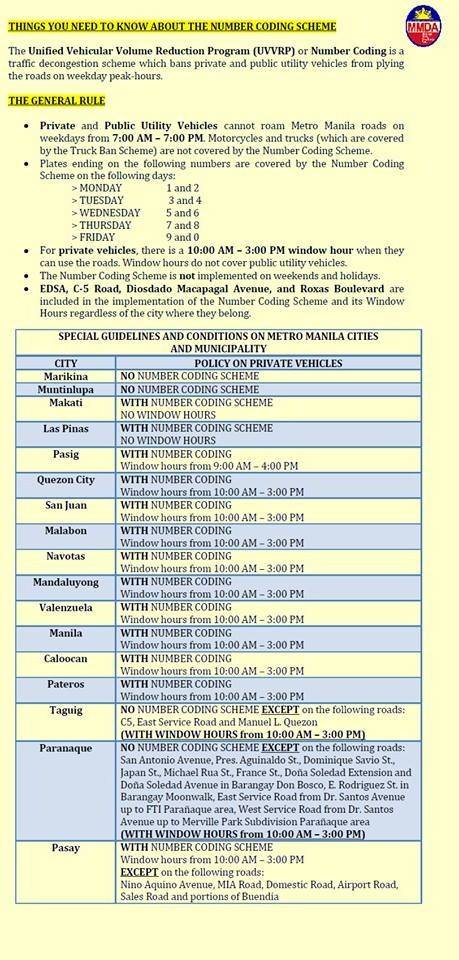 THINGS YOU NEED TO KNOW ABOUT THE NUMBER CODING SCHEME
MMDA
The Unified Vehicular Volume Reduction Program (UVVRP) or Number Coding is a
traffic decongestion scheme which bans private and public utility vehicles from plying
the roads on weekday peak-hours.
THE GENERAL RULE
• Private and Public Utility Vehicles cannot roam Metro Manila roads on
weekdays from 7:00 AM – 7:00 PM. Motorcycles and trucks (which are covered
by the Truck Ban Scheme) are not covered by the Number Coding Scheme.
• Plates ending on the following numbers are covered by the Number Coding
Scheme on the following days:
> MONDAY 1 and 2
> TUESDAY 3 and 4
> WEDNESDAY 5 and 6
> THURSDAY 7 and 8
> FRIDAY 9 and 0
• For private vehicles, there is a 10:00 AM – 3:00 PM window hour when they
can use the roads. Window hours do not cover public utility vehicles.
• The Number Coding Scheme is not implemented on weekends and holidays.
• EDSA, C-5 Road, Diosdado Macapagal Avenue, and Roxas Boulevard are
included in the implementation of the Number Coding Scheme and its Window
Hours regardless of the city where they belong.
SPECIAL GUIDELINES AND CONDITIONS ON METRO MANILA CITIES
AND MUNICIPALITY
CITY POLICY ON PRIVATE VEHICLES
Marikina NO NUMBER CODING SCHEME
Muntinlupa NO NUMBER CODING SCHEME
Makati WITH NUMBER CODING SCHEME
NO WINDOW HOURS
Las Pinas WITH NUMBER CODING SCHEME
NO WINDOW HOURS
Pasig WITH NUMBER CODING
Window hours from 9:00 AM – 4:00 PM
Quezon City WITH NUMBER CODING
Window hours from 10:00 AM – 3:00 PM
San Juan WITH NUMBER CODING
Window hours from 10:00 AM – 3:00 PM
Malabon WITH NUMBER CODING
Window hours from 10:00 AM – 3:00 PM
Navotas WITH NUMBER CODING
Window hours from 10:00 AM – 3:00 PM
Mandaluyong WITH NUMBER CODING
Window hours from 10:00 AM – 3:00 PM
Valenzuela WITH NUMBER CODING
Window hours from 10:00 AM – 3:00 PM
Manila WITH NUMBER CODING
Window hours from 10:00 AM – 3:00 PM
Caloocan WITH NUMBER CODING
Window hours from 10:00 AM – 3:00 PM
Pateros WITH NUMBER CODING
Window hours from 10:00 AM – 3:00 PM
Taguig NO NUMBER CODING SCHEME EXCEPT on the following roads:
C5, East Service Road and Manuel L. Quezon
(WITH WINDOW HOURS from 10:00 AM – 3:00 PM)
Paranaque NO NUMBER CODING SCHEME EXCEPT on the following roads:
San Antonio Avenue, Pres. Aguinaldo St., Dominique Savio St.,
Japan St., Michael Rua St., France St., Doña Soledad Extension and
Doña Soledad Avenue in Barangay Don Bosco, E. Rodriguez St. in
Barangay Moonwalk, East Service Road from Dr. Santos Avenue
up to FTI Parañaque area, West Service Road from Dr. Santos
Avenue up to Merville Park Subdivision Parañaque area
(WITH WINDOW HOURS from 10:00 AM – 3:00 PM)
Pasay WITH NUMBER CODING SCHEME
Window hours from 10:00 AM – 3:00 PM
EXCEPT on the following roads:
Nino Aquino Avenue, MIA Road, Domestic Road, Airport Road,
Sales Road and portions of Buendia